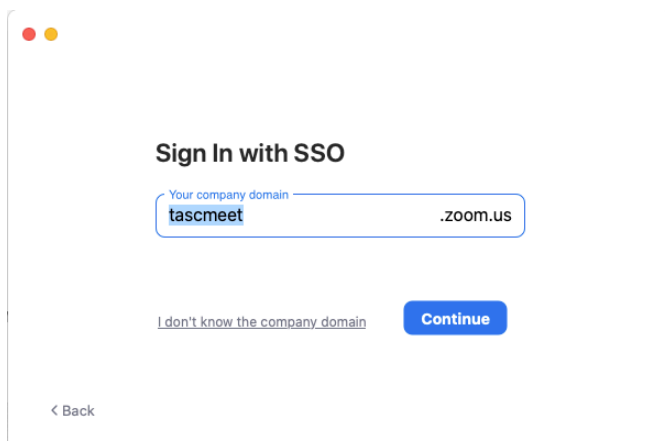 Sign In with SSO
Your company domain
tascmeet .zoom.us
I don't know the company domain
Continue
< Back